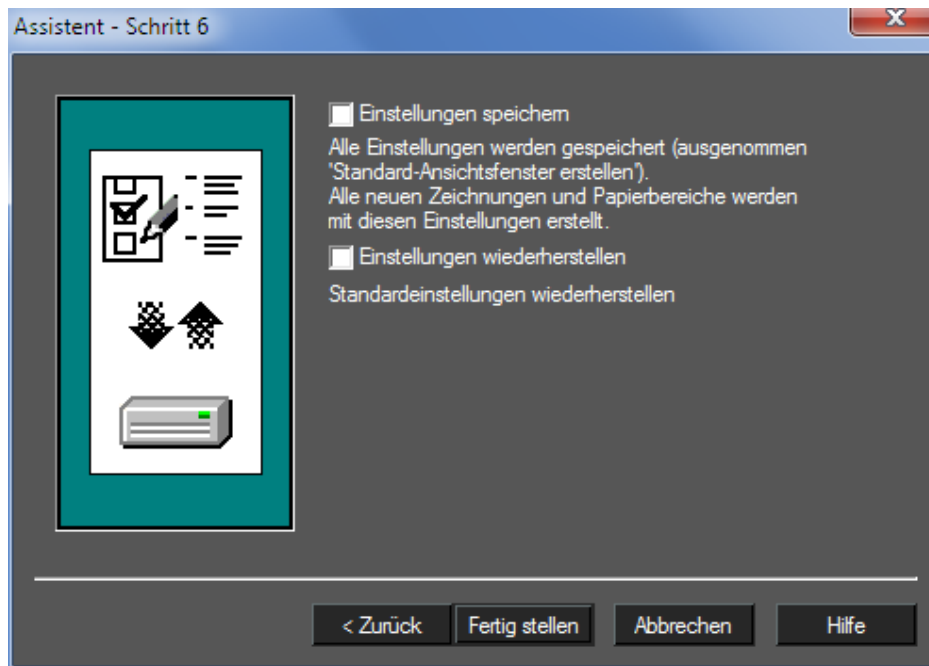 Assistent - Schritt 6
Einstellungen speichern
Alle Einstellungen werden gespeichert (ausgenommen
'Standard-Ansichtsfenster erstellen').
Alle neuen Zeichnungen und Papierbereiche werden
mit diesen Einstellungen erstellt.
Einstellungen wiederherstellen
Standardeinstellungen wiederherstellen
< Zurück Fertig stellen Abbrechen Hilfe